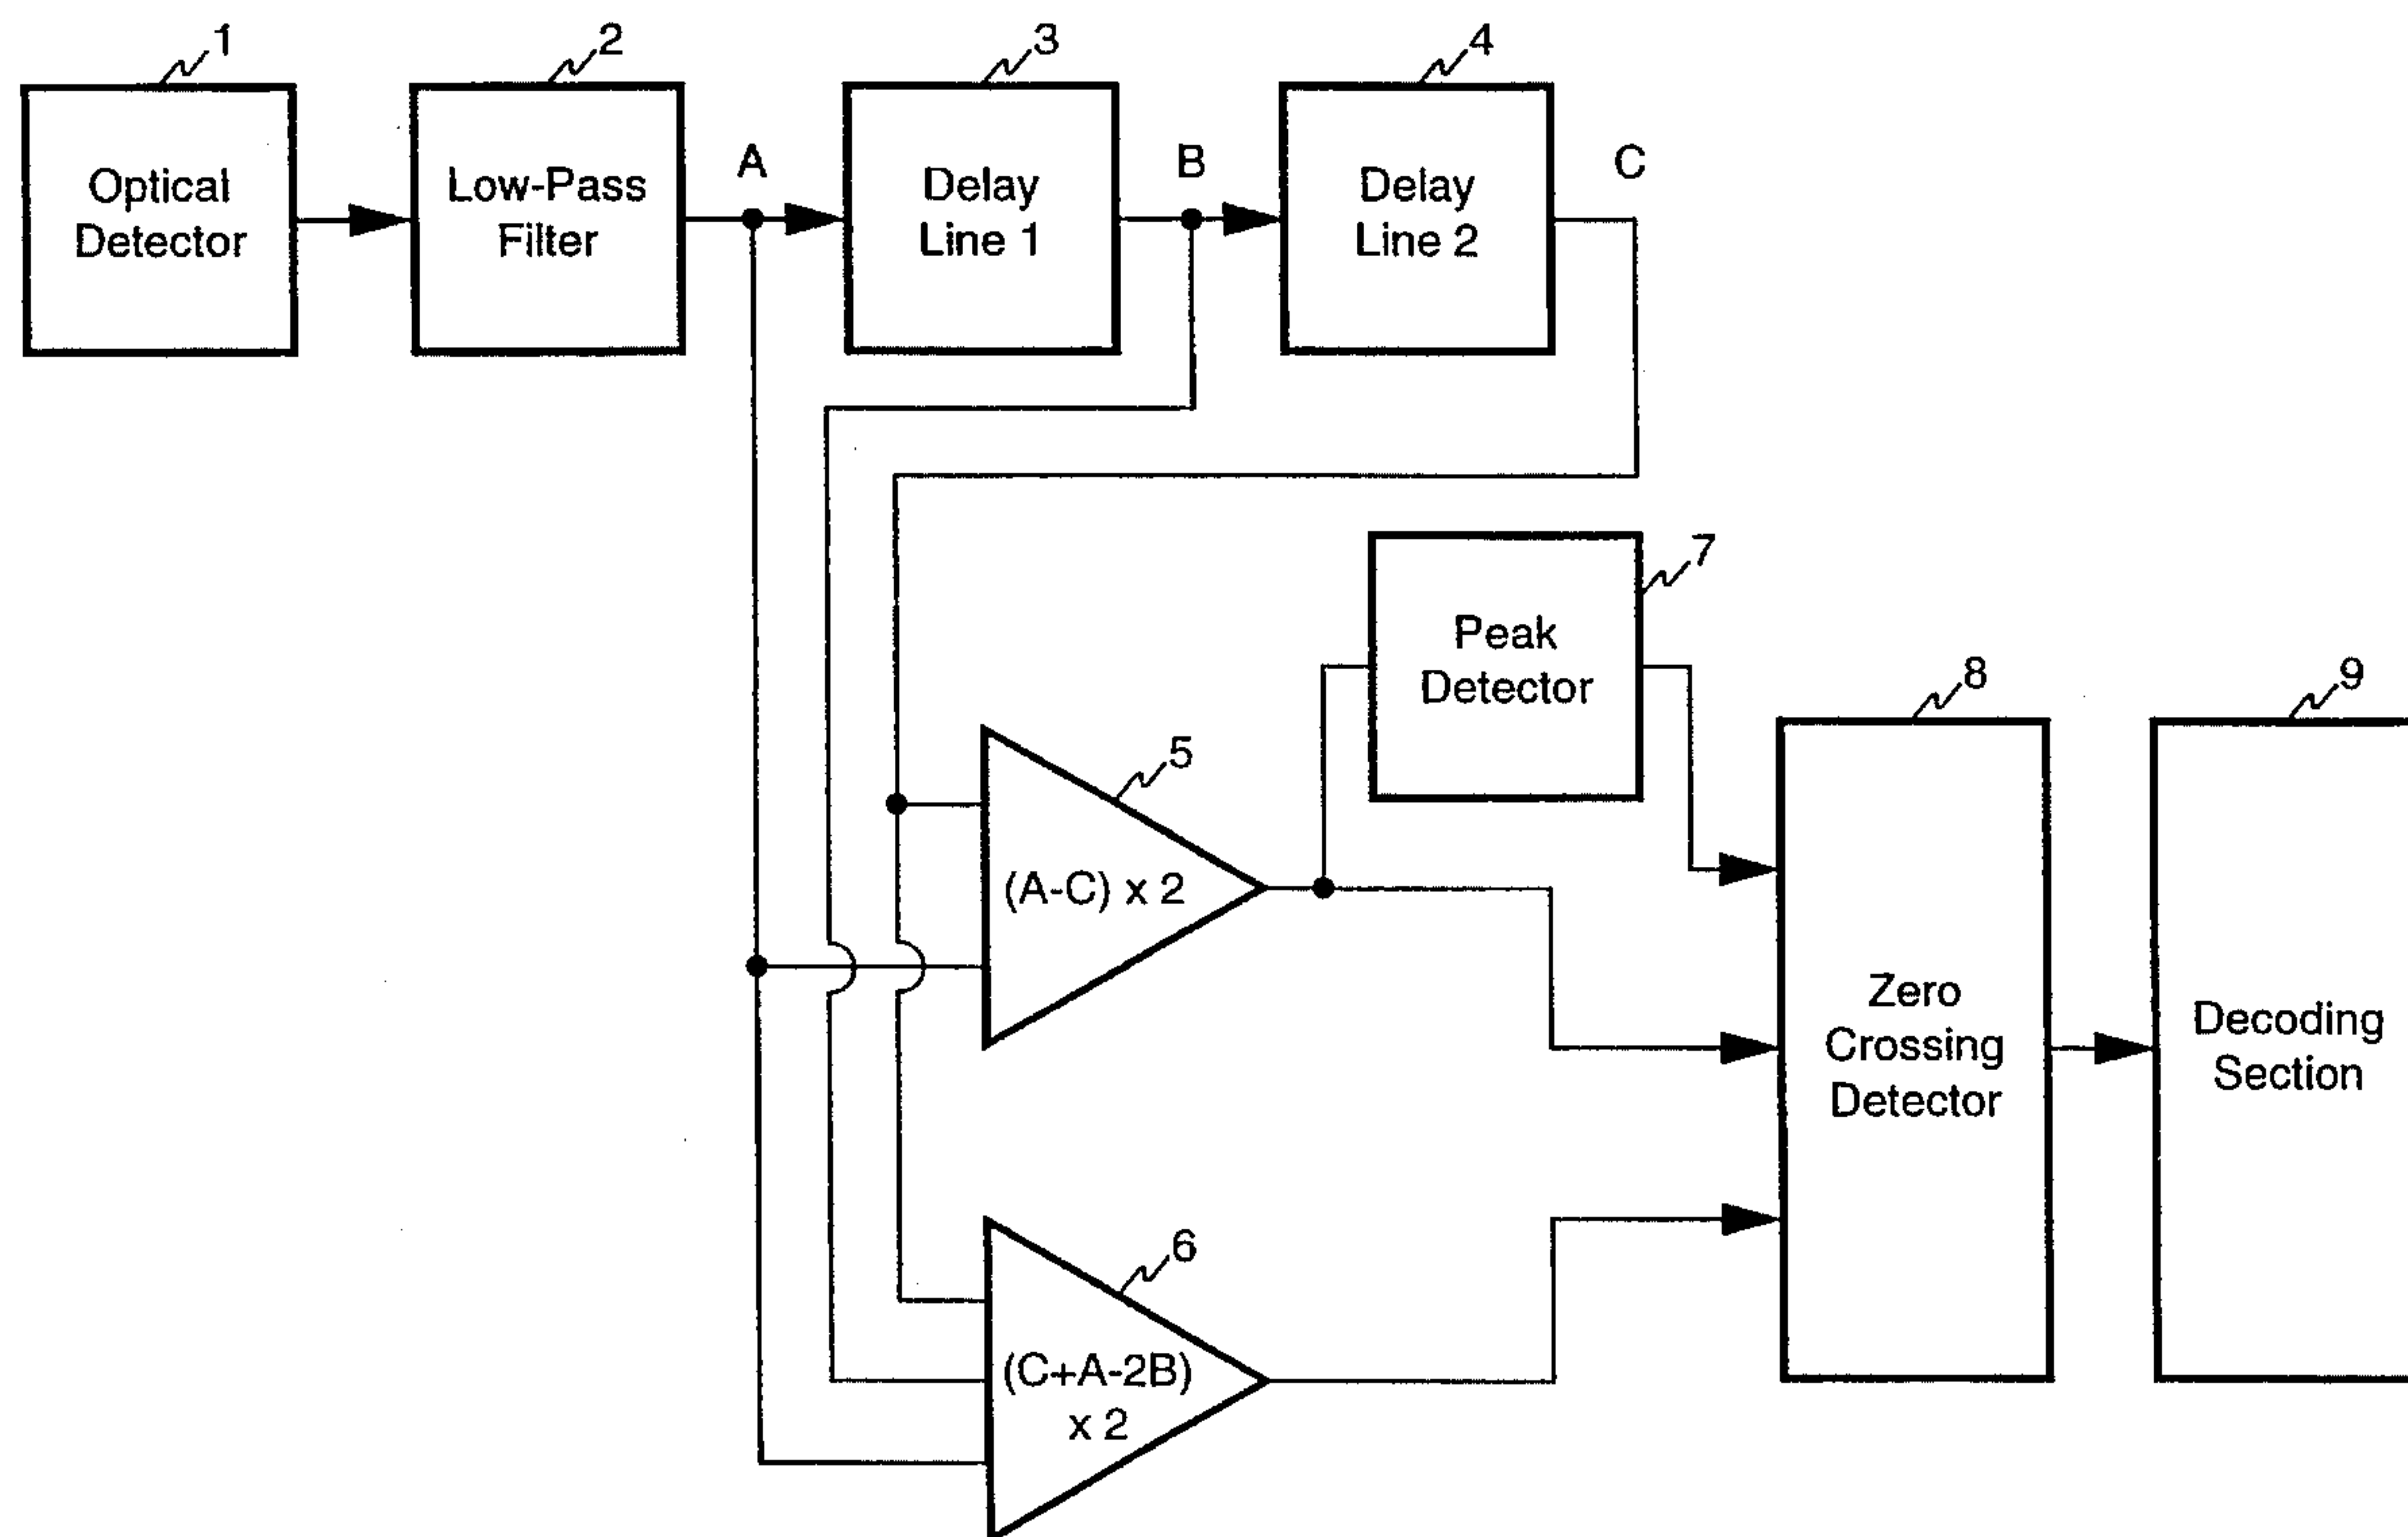 1
2
3
4
Optical
Detector
Low-Pass
Filter
A
Delay
Line 1
B
Delay
Line 2
C
7
Peak
Detector
5
(A-C) x 2
8
Zero
Crossing
Detector
9
Decoding
Section
6
(C+A-2B)
x 2